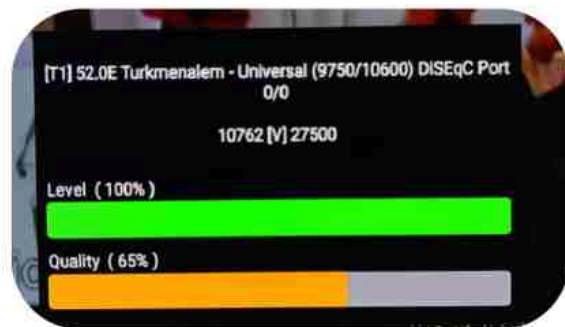 [T1] 52.0E Turkmenalem - Universal (9750/10600) DiSEqC Port
0/0
10762 [V] 27500
Level ( 100% )
Quality ( 65% )